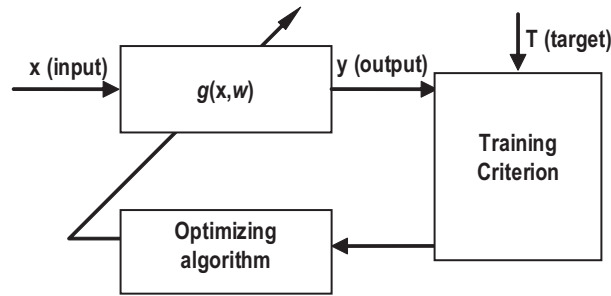 T (target)
x (input)
g(x,w)
y (output)
Training
Criterion
Optimizing
algorithm